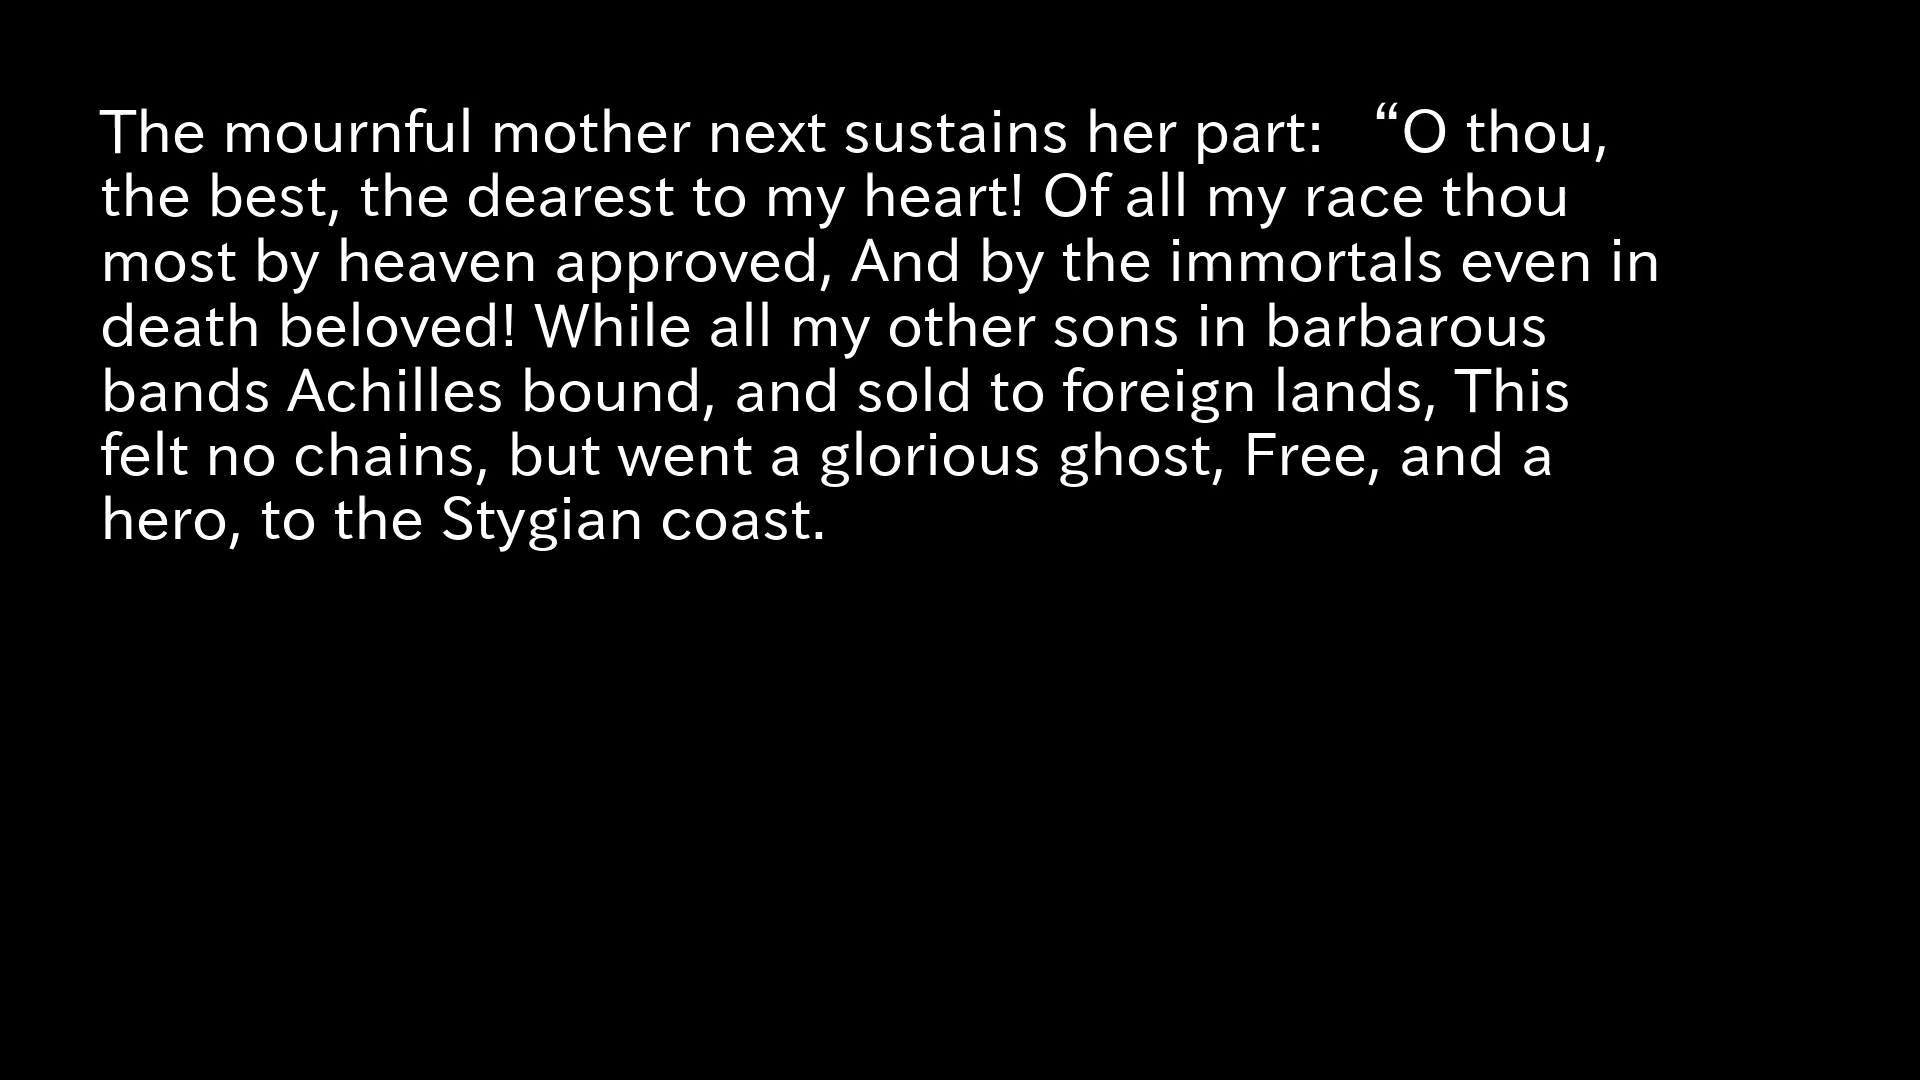 The mournful mother next sustains her part:   “O thou,
the best, the dearest to my heart! Of all my race thou
most by heaven approved, And by the immortals even in
death beloved! While all my other sons in barbarous
bands Achilles bound, and sold to foreign lands, This
felt no chains, but went a glorious ghost, Free, and a
hero, to the Stygian coast.